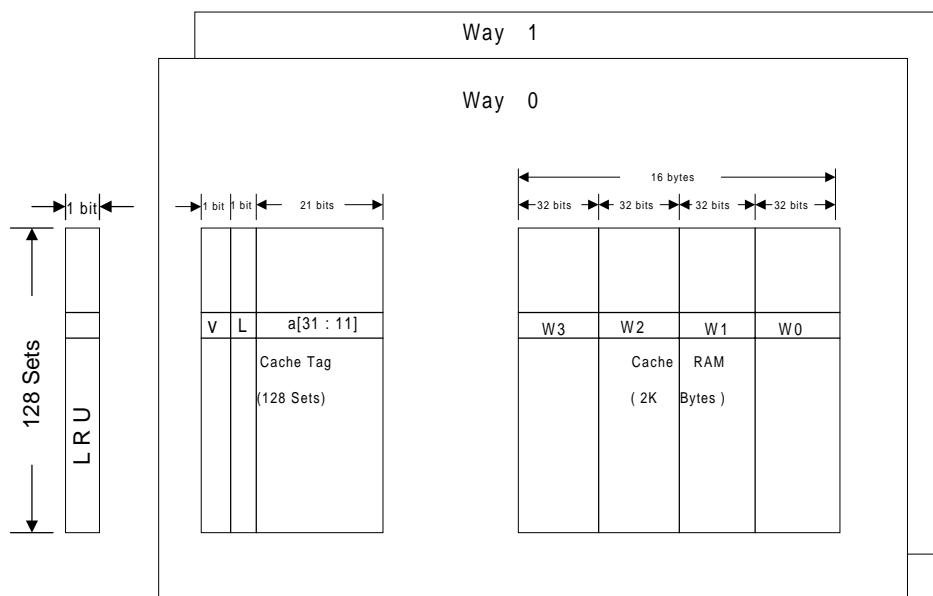 Way 1
Way 0
16 bytes
1 bit
1 bit
1 bit
21 bits
32 bits
32 bits
32 bits
32 bits
V
L
a[31 : 11]
W3
W2
W1
W0
Cache Tag
(128 Sets)
Cache RAM
( 2K Bytes )
128 Sets
LRU